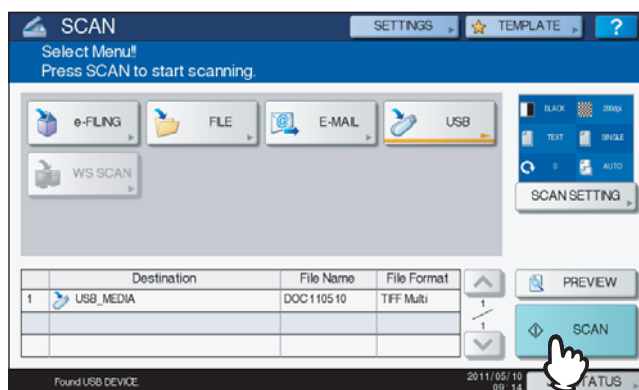 SCAN SETTINGS TEMPLATE ?
Select Menu!!
Press SCAN to start scanning.
e-FILING FILE E-MAIL USB
WS SCAN
BLACK 200dpi
TEXT SINGLE
0 AUTO
SCAN SETTING
Destination File Name File Format
1 USB_MEDIA DOC110510 TIFF Multi
1
1
PREVIEW
SCAN
Found USB DEVICE
2011/05/10
09:14